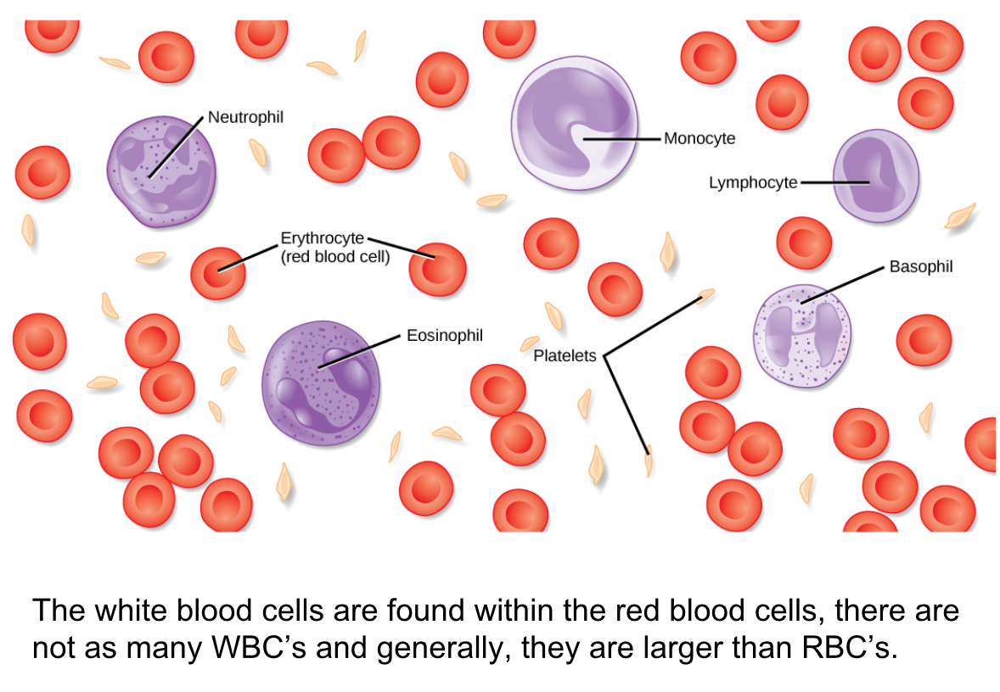 Neutrophil
Monocyte
Lymphocyte
Erythrocyte
(red blood cell)
Basophil
Eosinophil
Platelets
The white blood cells are found within the red blood cells, there are
not as many WBC’s and generally, they are larger than RBC’s.